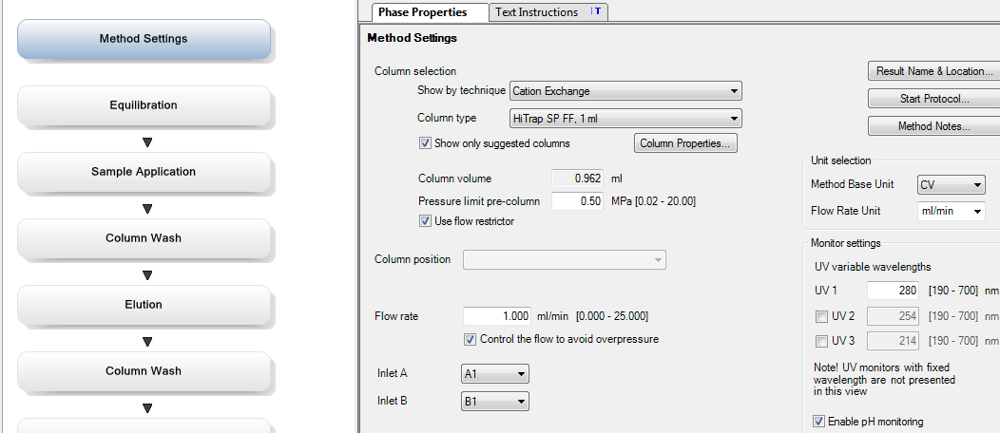 Method Settings
Equilibration
Sample Application
Column Wash
Elution
Column Wash
Phase Properties
Text Instructions T
Method Settings
Column selection
Show by technique Cation Exchange
Column type HiTrap SP FF, 1 ml
Show only suggested columns Column Properties...
Column volume 0.962 ml
Pressure limit pre-column 0.50 MPa [0.02 - 20.00]
Use flow restrictor
Column position
Flow rate 1.000 ml/min [0.000 - 25.000]
Control the flow to avoid overpressure
Inlet A A1
Inlet B B1
Result Name & Location...
Start Protocol...
Method Notes...
Unit selection
Method Base Unit CV
Flow Rate Unit ml/min
Monitor settings
UV variable wavelengths
UV 1 280 [190 - 700] nm
UV 2 254 [190 - 700] nm
UV 3 214 [190 - 700] nm
Note! UV monitors with fixed
wavelength are not presented
in this view
Enable pH monitoring